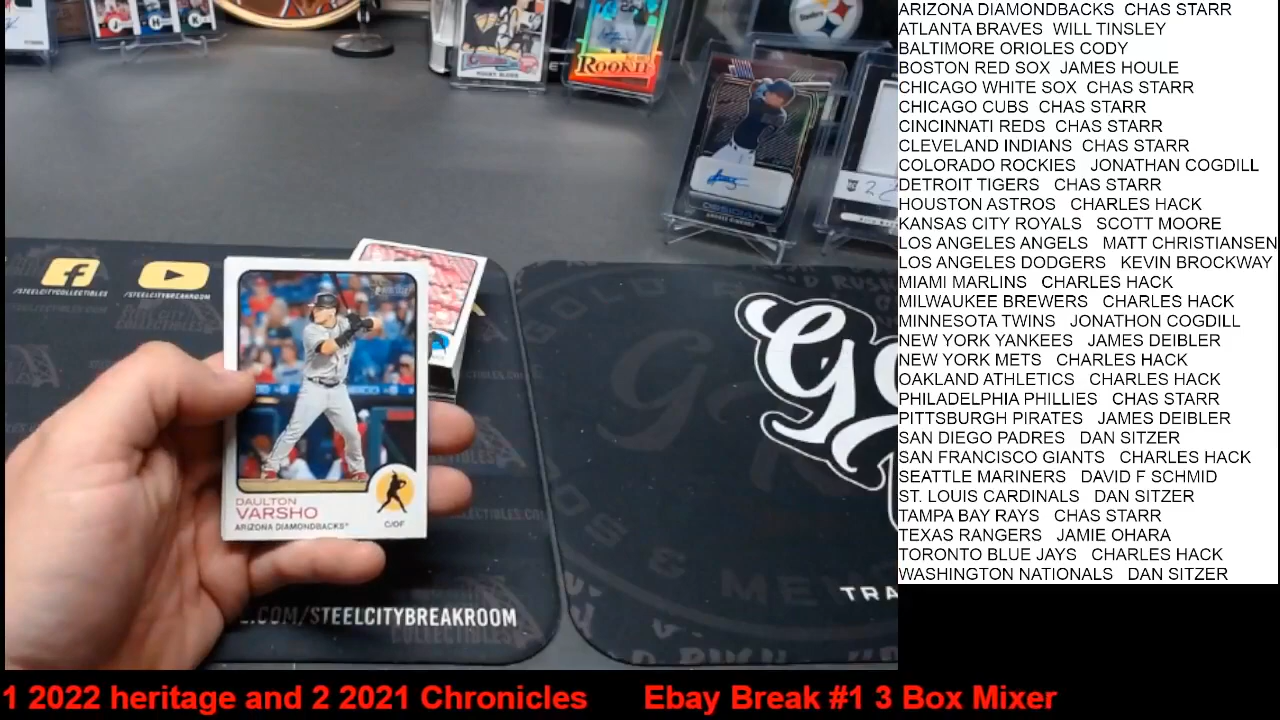 ROOKIE
OBSIDIAN
/STEELCITYCOLLECTIBLES
/STEELCITYBREAKROOM
DAULTON
VARSHO
ARIZONA DIAMONDBACKS
C/OF
.COM/STEELCITYBREAKROOM
TRA
ARIZONA DIAMONDBACKS CHAS STARR
ATLANTA BRAVES WILL TINSLEY
BALTIMORE ORIOLES CODY
BOSTON RED SOX JAMES HOULE
CHICAGO WHITE SOX CHAS STARR
CHICAGO CUBS CHAS STARR
CINCINNATI REDS CHAS STARR
CLEVELAND INDIANS CHAS STARR
COLORADO ROCKIES JONATHAN COGDILL
DETROIT TIGERS CHAS STARR
HOUSTON ASTROS CHARLES HACK
KANSAS CITY ROYALS SCOTT MOORE
LOS ANGELES ANGELS MATT CHRISTIANSEN
LOS ANGELES DODGERS KEVIN BROCKWAY
MIAMI MARLINS CHARLES HACK
MILWAUKEE BREWERS CHARLES HACK
MINNESOTA TWINS JONATHON COGDILL
NEW YORK YANKEES JAMES DEIBLER
NEW YORK METS CHARLES HACK
OAKLAND ATHLETICS CHARLES HACK
PHILADELPHIA PHILLIES CHAS STARR
PITTSBURGH PIRATES JAMES DEIBLER
SAN DIEGO PADRES DAN SITZER
SAN FRANCISCO GIANTS CHARLES HACK
SEATTLE MARINERS DAVID F SCHMID
ST. LOUIS CARDINALS DAN SITZER
TAMPA BAY RAYS CHAS STARR
TEXAS RANGERS JAMIE OHARA
TORONTO BLUE JAYS CHARLES HACK
WASHINGTON NATIONALS DAN SITZER
1 2022 heritage and 2 2021 Chronicles Ebay Break #1 3 Box Mixer